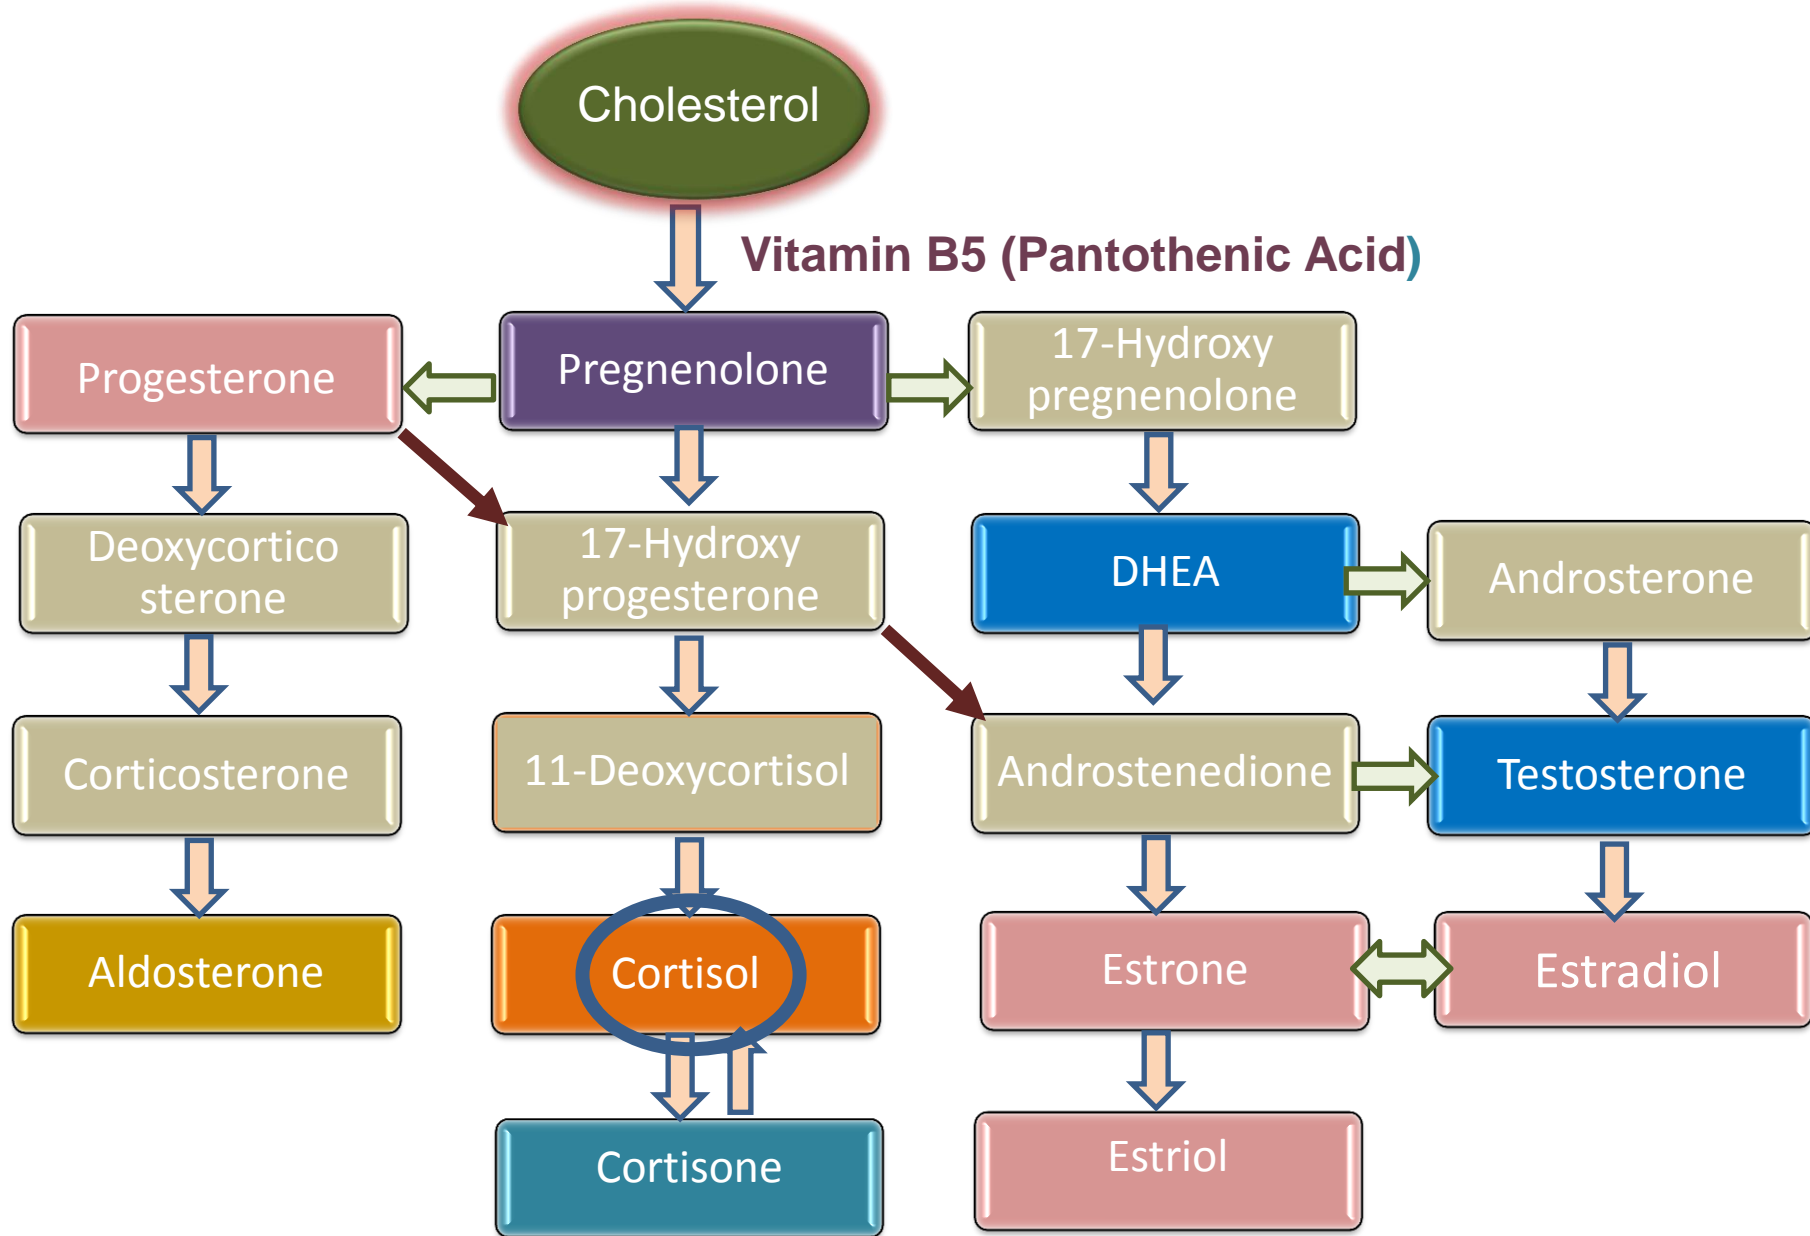 Cholesterol
Vitamin B5 (Pantothenic Acid)
Progesterone
Pregnenolone
17-Hydroxy
pregnenolone
Deoxycortico
sterone
17-Hydroxy
progesterone
DHEA
Androsterone
Corticosterone
11-Deoxycortisol
Androstenedione
Testosterone
Aldosterone
Cortisol
Estrone
Estradiol
Cortisone
Estriol